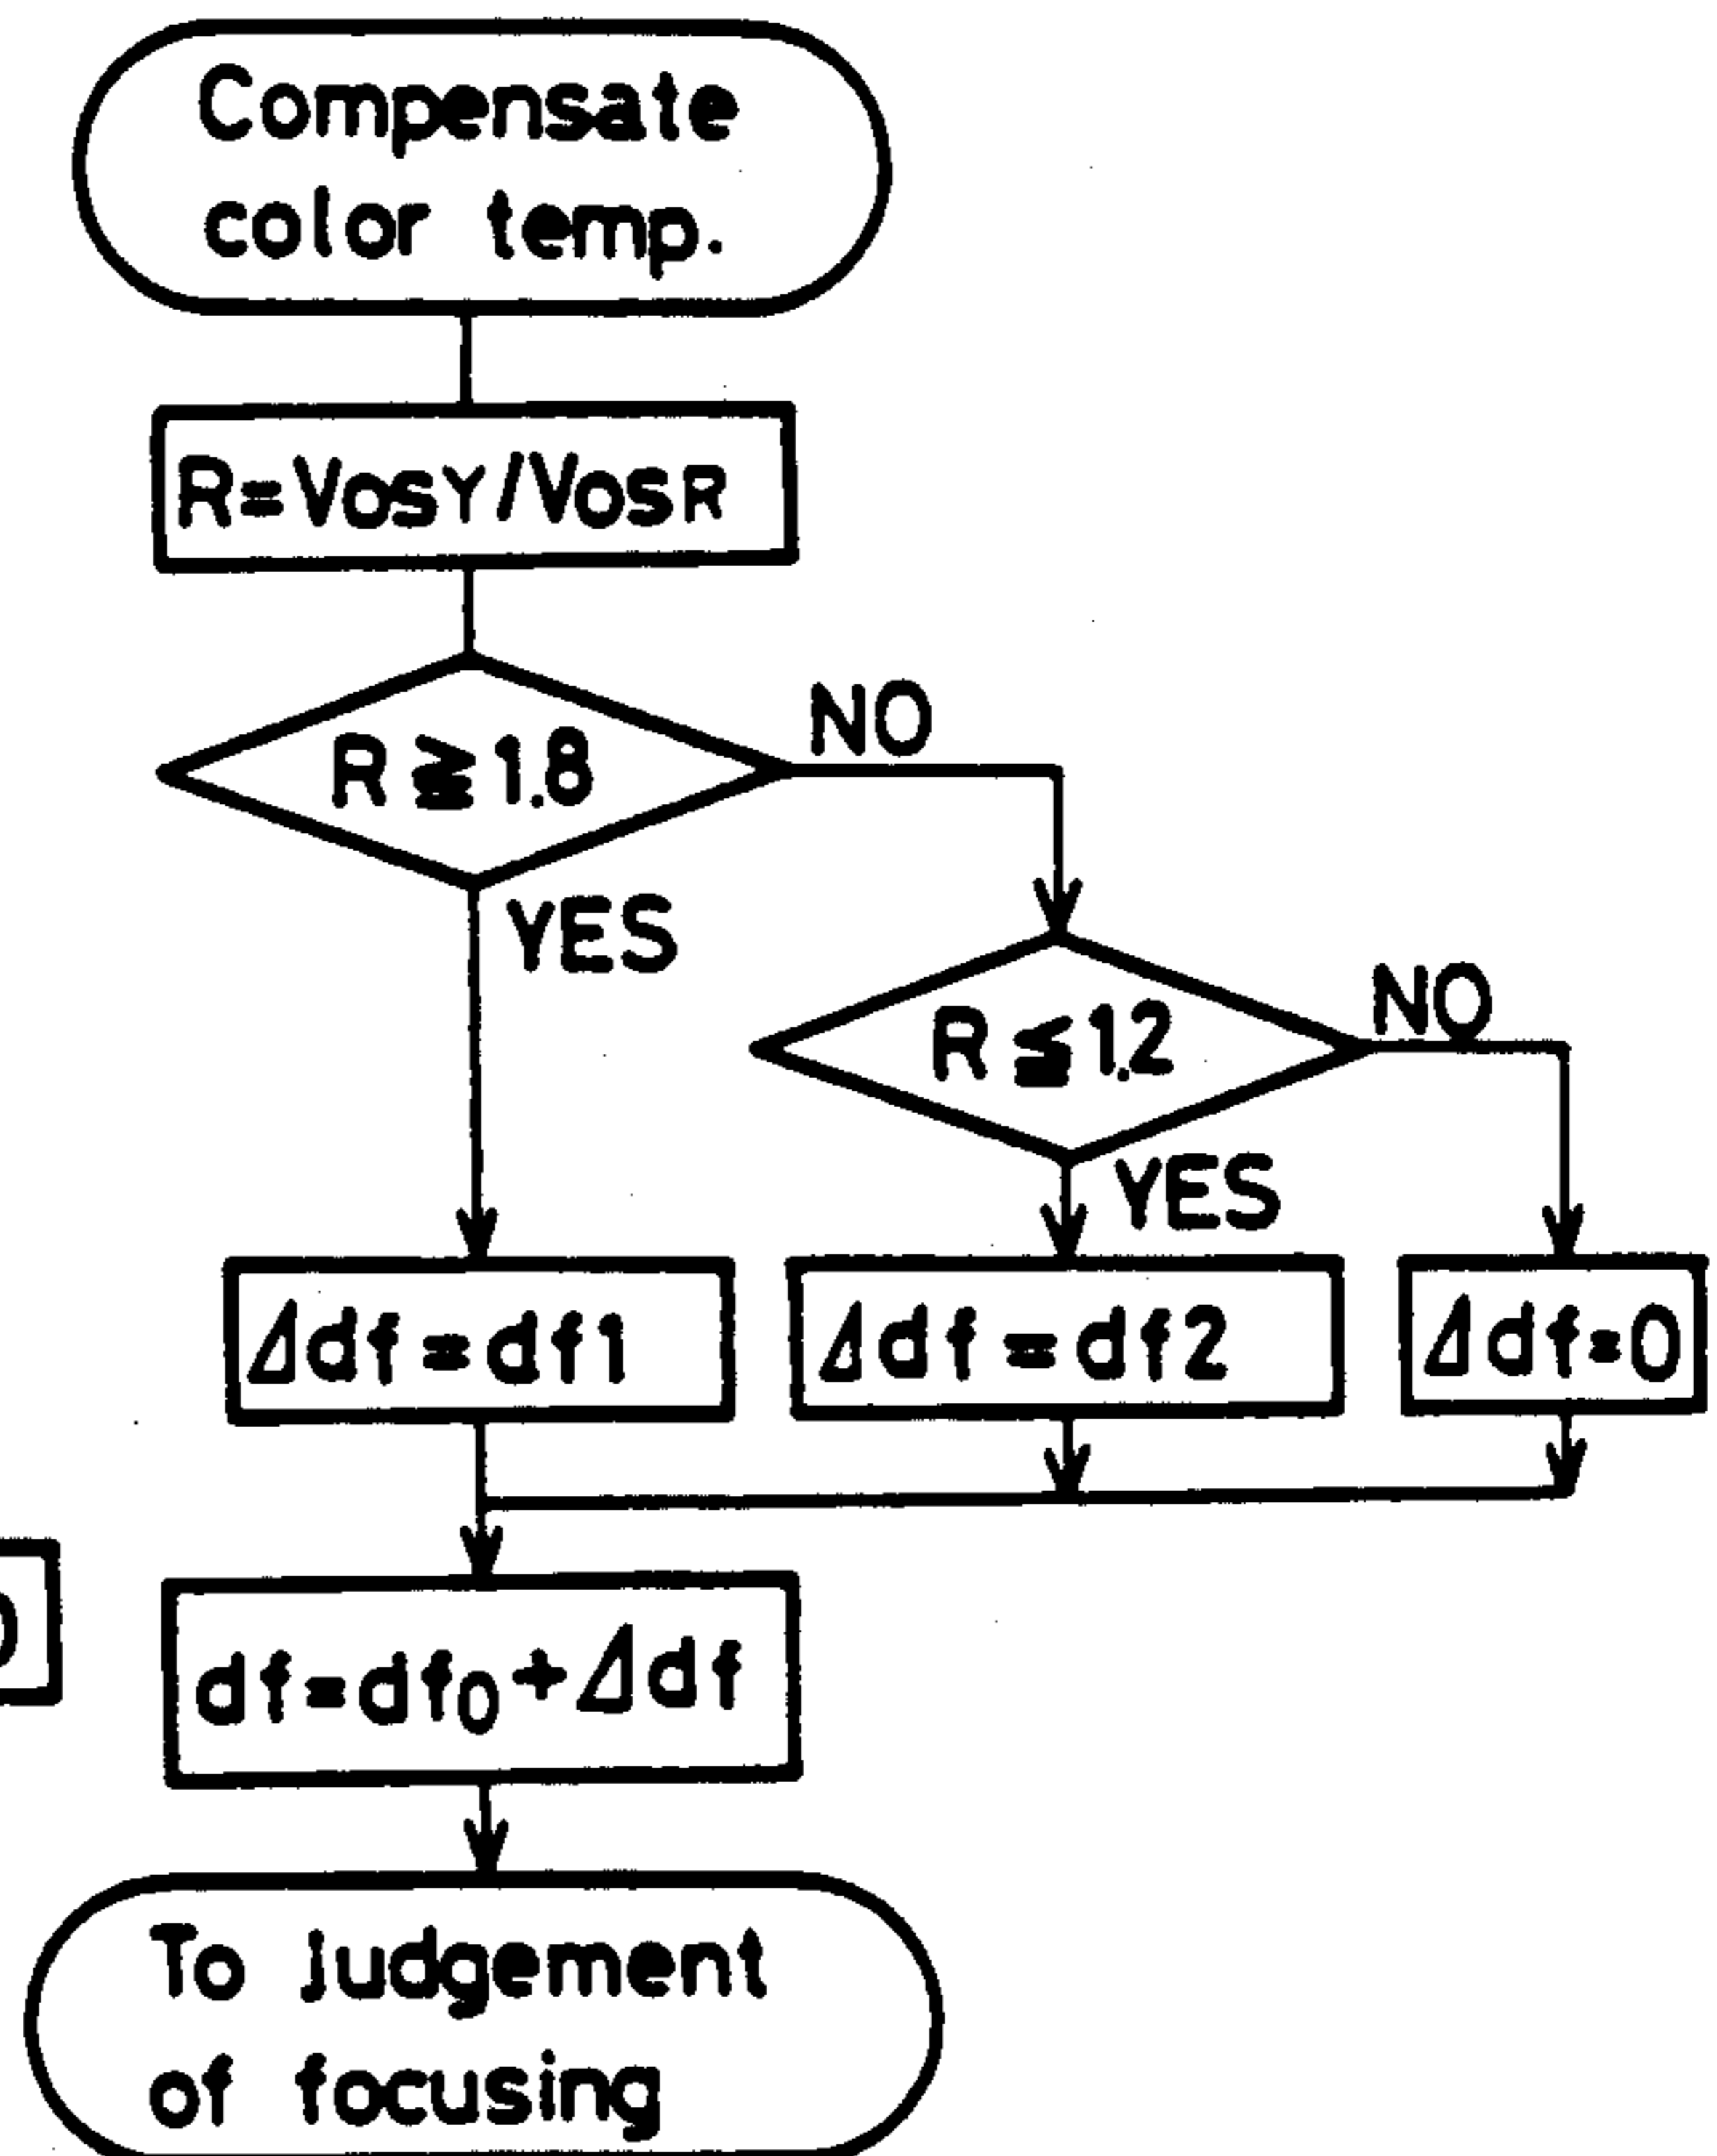 Compensate
color temp.
R=VOSY/VOSR
R≧1.8
NO
YES
R≦1.2
NO
YES
Δdf=df1
Δdf=df2
Δdf=0
df=df0+Δdf
To judgement
of focusing